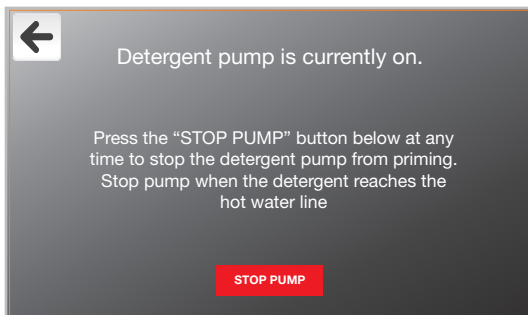 Detergent pump is currently on.
Press the “STOP PUMP” button below at any
time to stop the detergent pump from priming.
Stop pump when the detergent reaches the
hot water line
STOP PUMP